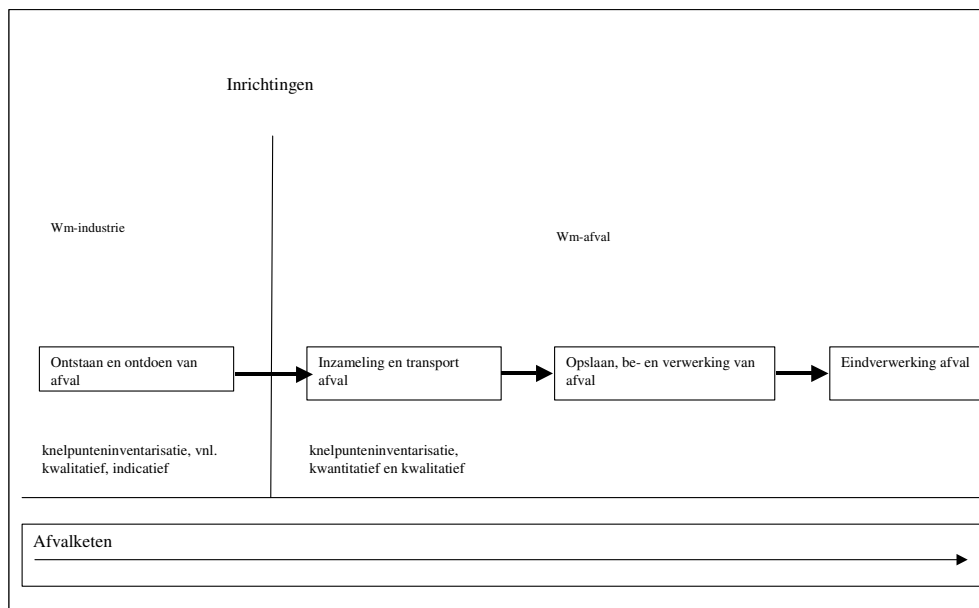 Inrichtingen
Wm-industrie
Wm-afval
Ontstaan en ontdoen van
afval
Inzameling en transport
afval
Opslaan, be- en verwerking van
afval
Eindverwerking afval
knelpunteninventarisatie, vnl.
kwalitatief, indicatief
knelpunteninventarisatie,
kwantitatief en kwalitatief
Afvalketen